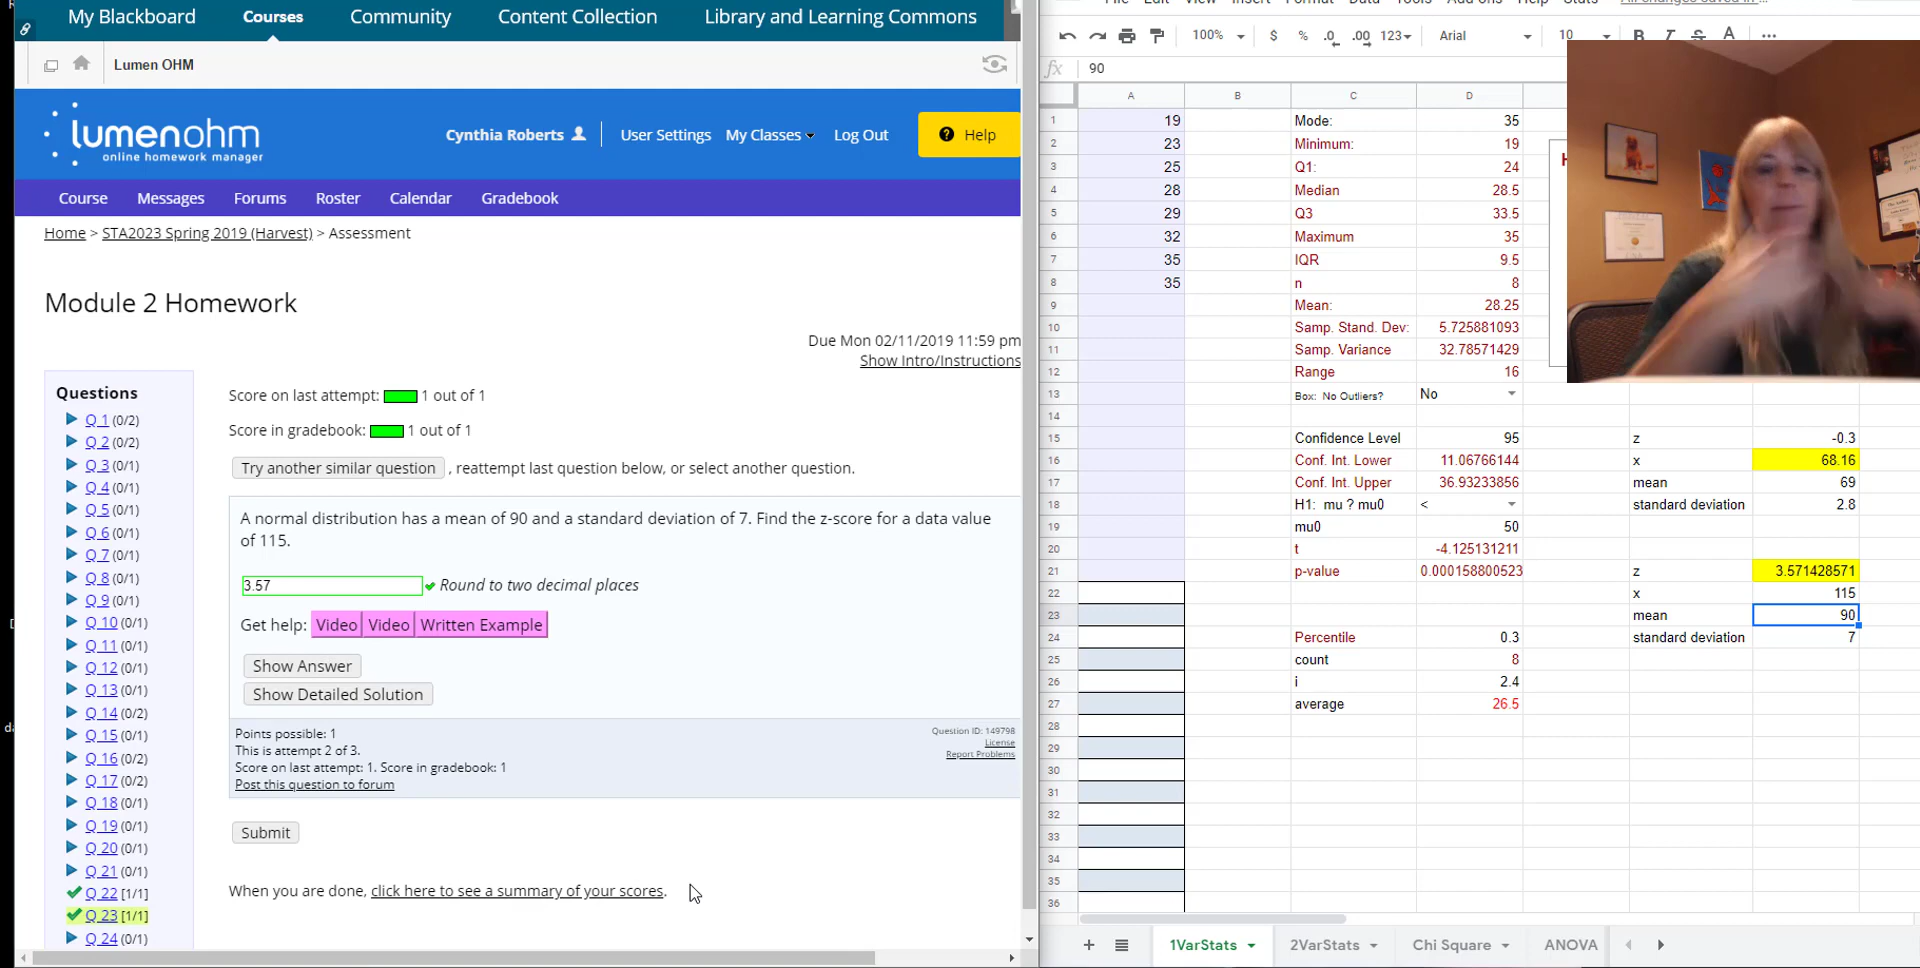 My Blackboard Courses Community Content Collection Library and Learning Commons
Lumen OHM
lumenohm
online homework manager
Cynthia Roberts User Settings My Classes Log Out Help
Course Messages Forums Roster Calendar Gradebook
Home > STA2023 Spring 2019 (Harvest) > Assessment
Module 2 Homework
Due Mon 02/11/2019 11:59 pm
Show Intro/Instructions
Questions
Q 1 (0/2)
Q 2 (0/2)
Q 3 (0/1)
Q 4 (0/1)
Q 5 (0/1)
Q 6 (0/1)
Q 7 (0/1)
Q 8 (0/1)
Q 9 (0/1)
Q 10 (0/1)
Q 11 (0/1)
Q 12 (0/1)
Q 13 (0/1)
Q 14 (0/2)
Q 15 (0/1)
Q 16 (0/2)
Q 17 (0/2)
Q 18 (0/1)
Q 19 (0/1)
Q 20 (0/1)
Q 21 (0/1)
Q 22 [1/1]
Q 23 [1/1]
Q 24 (0/1)
Score on last attempt: 1 out of 1
Score in gradebook: 1 out of 1
Try another similar question , reattempt last question below, or select another question.
A normal distribution has a mean of 90 and a standard deviation of 7. Find the z-score for a data value
of 115.
3.57 Round to two decimal places
Get help: Video Video Written Example
Show Answer
Show Detailed Solution
Points possible: 1
This is attempt 2 of 3.
Score on last attempt: 1. Score in gradebook: 1
Post this question to forum
Question ID: 149798
License
Report Problems
Submit
When you are done, click here to see a summary of your scores.
File Edit View Insert Format Data Tools Add-ons Help Stats All changes saved in ...
100% $ % .0 .00 123 Arial 10 B I S A
fx 90
A B C D
1 19 Mode: 35
2 23 Minimum: 19
3 25 Q1: 24
4 28 Median 28.5
5 29 Q3 33.5
6 32 Maximum 35
7 35 IQR 9.5
8 35 n 8
9 Mean: 28.25
10 Samp. Stand. Dev: 5.725881093
11 Samp. Variance 32.78571429
12 Range 16
13 Box: No Outliers? No
14
15 Confidence Level 95 z -0.3
16 Conf. Int. Lower 11.06766144 x 68.16
17 Conf. Int. Upper 36.93233856 mean 69
18 H1: mu ? mu0 < standard deviation 2.8
19 mu0 50
20 t -4.125131211
21 p-value 0.000158800523 z 3.571428571
22 x 115
23 mean 90
24 Percentile 0.3 standard deviation 7
25 count 8
26 i 2.4
27 average 26.5
28
29
30
31
32
33
34
35
36
1VarStats 2VarStats Chi Square ANOVA